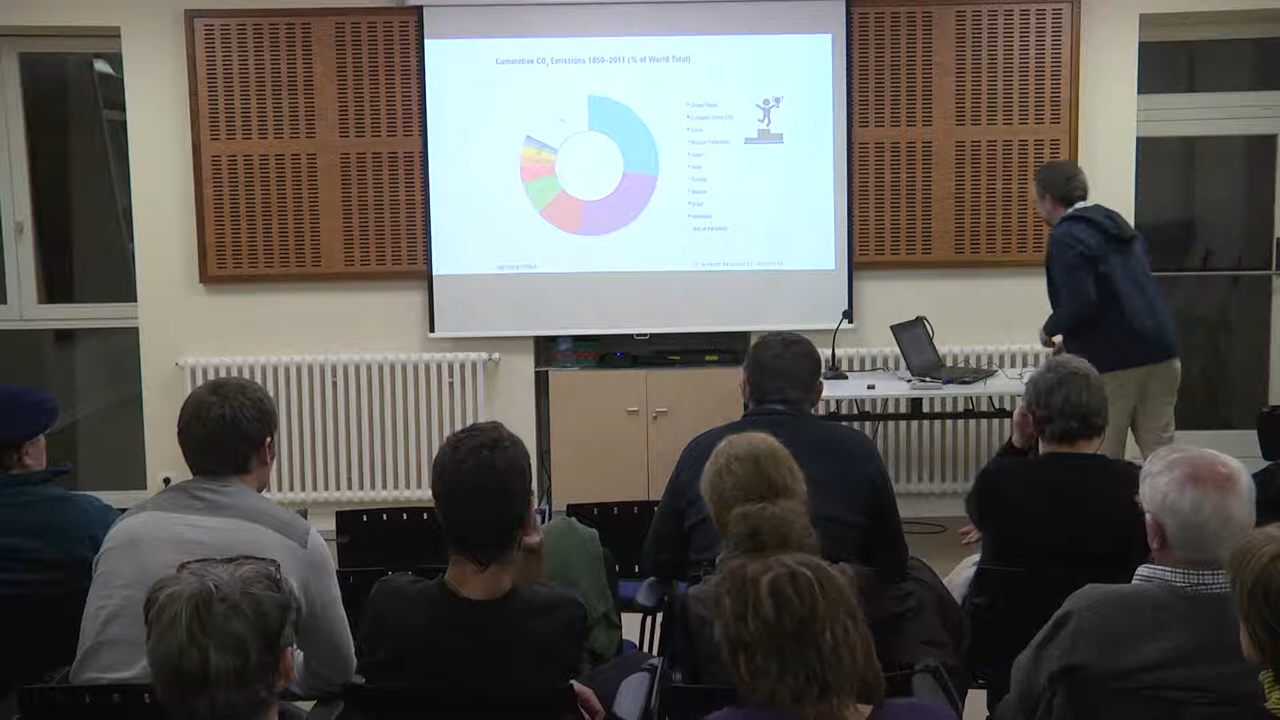 Cumulative CO₂ Emissions 1850–2011 (% of World Total)
United States
European Union (28)
China
Russian Federation
Japan
India
Canada
Mexico
Brazil
Indonesia
Rest of the World
WORLD RESOURCES INSTITUTE